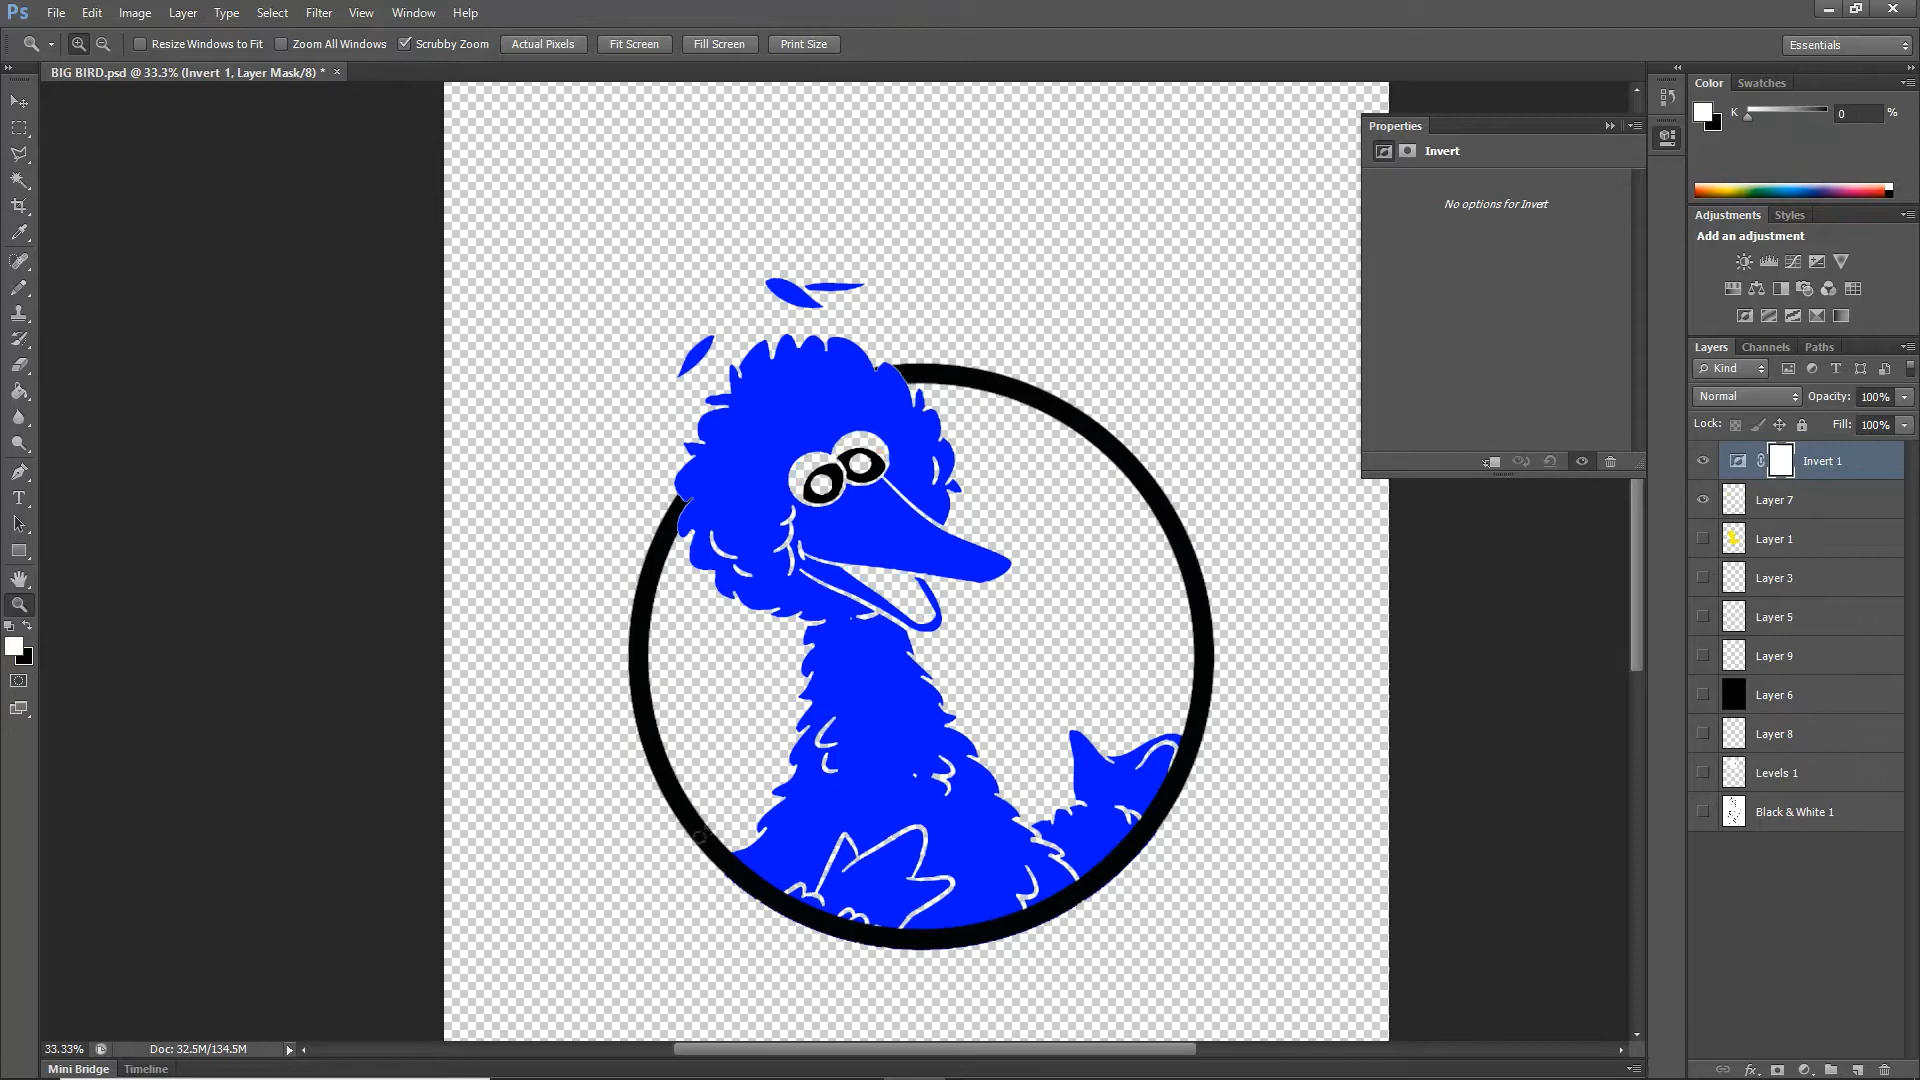 Ps File Edit Image Layer Type Select Filter View Window Help
Resize Windows to Fit Zoom All Windows Scrubby Zoom Actual Pixels Fit Screen Fill Screen Print Size Essentials
BIG BIRD.psd @ 33.3% (Invert 1, Layer Mask/8) *
Color Swatches
K 0 %
Properties
Invert
No options for Invert
Adjustments Styles
Add an adjustment
Layers Channels Paths
Kind
Normal Opacity: 100%
Lock: Fill: 100%
Invert 1
Layer 7
Layer 1
Layer 3
Layer 5
Layer 9
Layer 6
Layer 8
Levels 1
Black & White 1
T
33.33% Doc: 32.5M/134.5M
Mini Bridge Timeline
fx